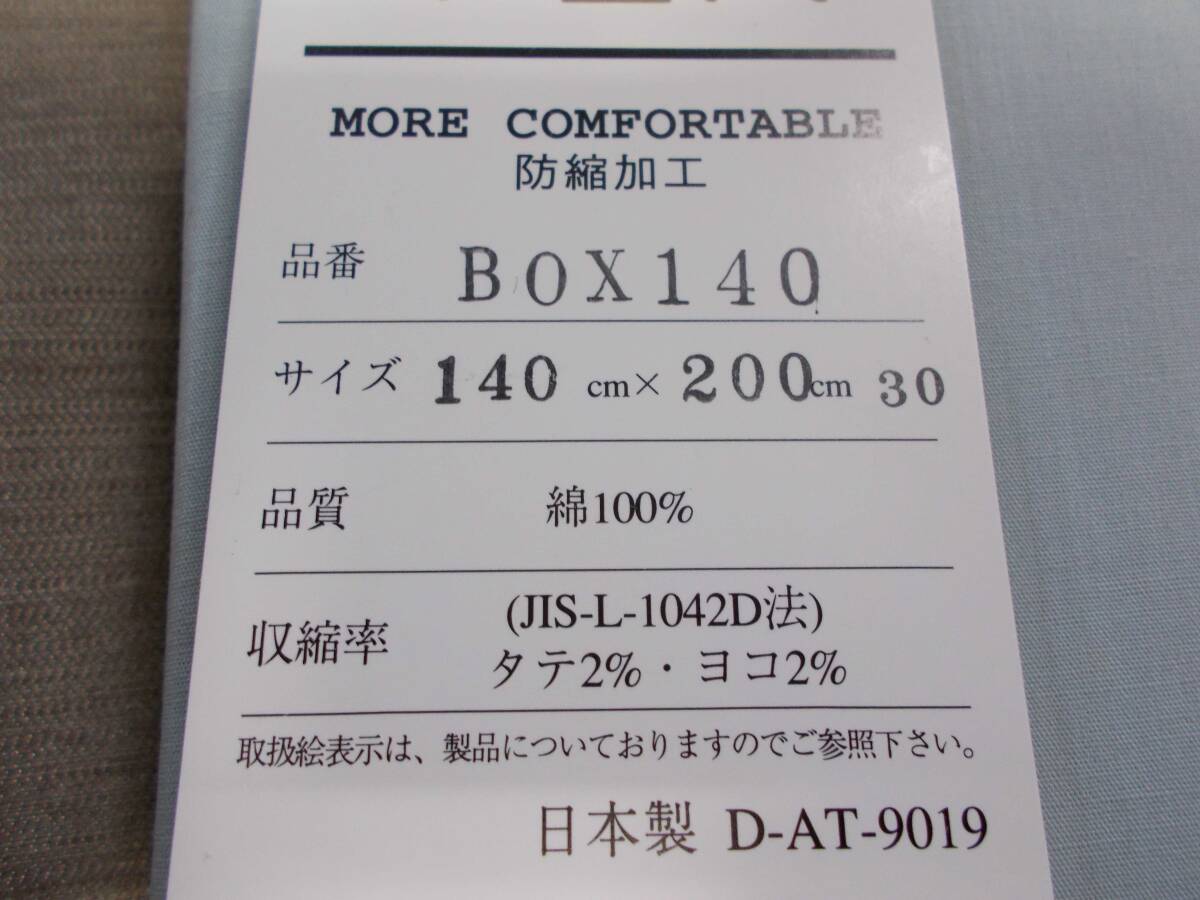 MORE COMFORTABLE
防縮加工
品番 BOX140
サイズ 140 cm× 200cm 30
品質 綿100%
収縮率 (JIS-L-1042D法)
タテ2%・ヨコ2%
取扱絵表示は、製品についておりますのでご参照下さい。
日本製 D-AT-9019